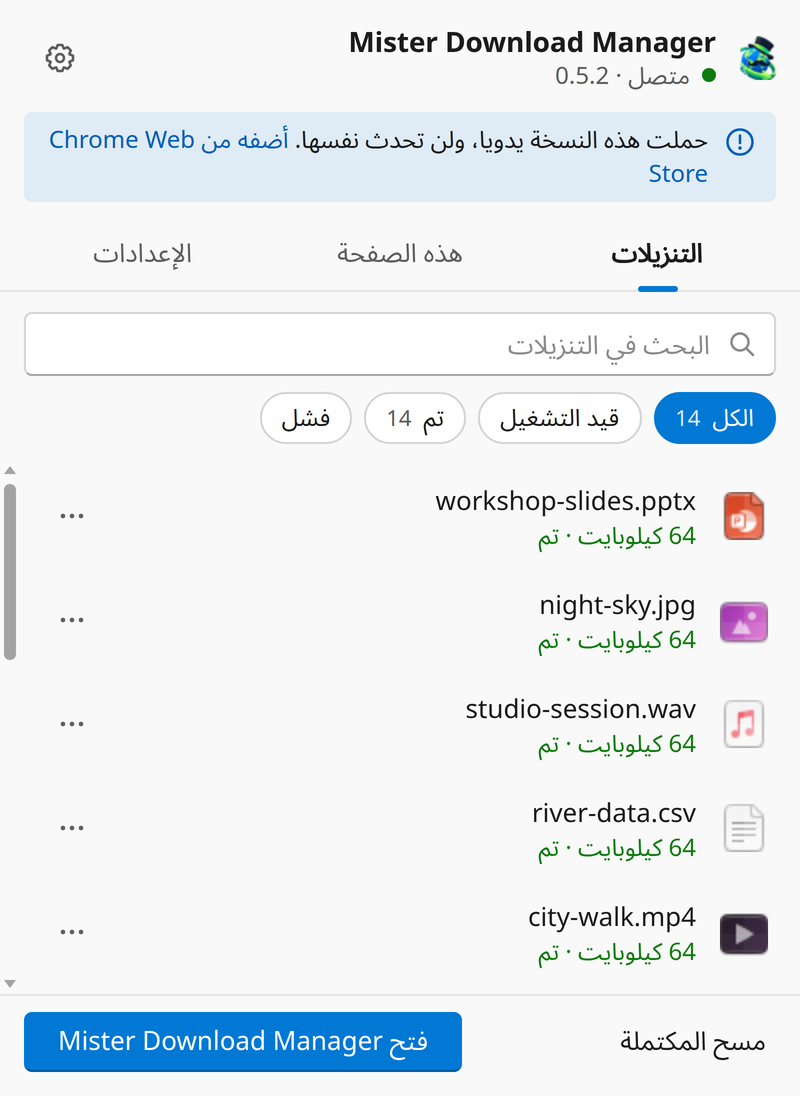 Mister Download Manager
متصل · 0.5.2
حملت هذه النسخة يدويا، ولن تحدث نفسها. أضفه من Chrome Web
Store
التنزيلات
هذه الصفحة
الإعدادات
البحث في التنزيلات
الكل 14
قيد التشغيل
تم 14
فشل
workshop-slides.pptx
64 كيلوبايت · تم
night-sky.jpg
64 كيلوبايت · تم
studio-session.wav
64 كيلوبايت · تم
river-data.csv
64 كيلوبايت · تم
city-walk.mp4
64 كيلوبايت · تم
مسح المكتملة
فتح Mister Download Manager